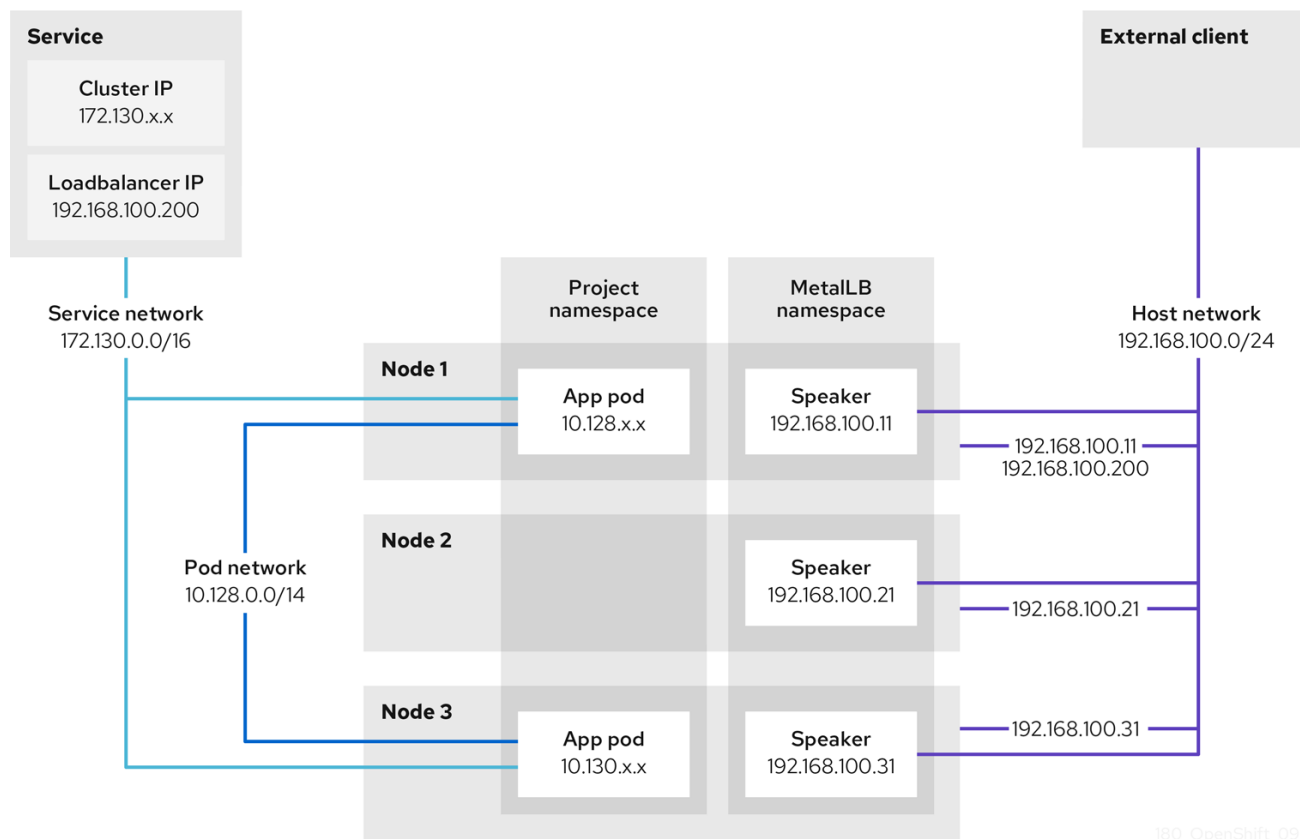 Service
Cluster IP
172.130.x.x
Loadbalancer IP
192.168.100.200
Service network
172.130.0.0/16
External client
Host network
192.168.100.0/24
Project
namespace
MetalLB
namespace
Node 1
App pod
10.128.x.x
Speaker
192.168.100.11
192.168.100.11
192.168.100.200
Pod network
10.128.0.0/14
Node 2
Speaker
192.168.100.21
192.168.100.21
Node 3
App pod
10.130.x.x
Speaker
192.168.100.31
192.168.100.31
180_OpenShift_09